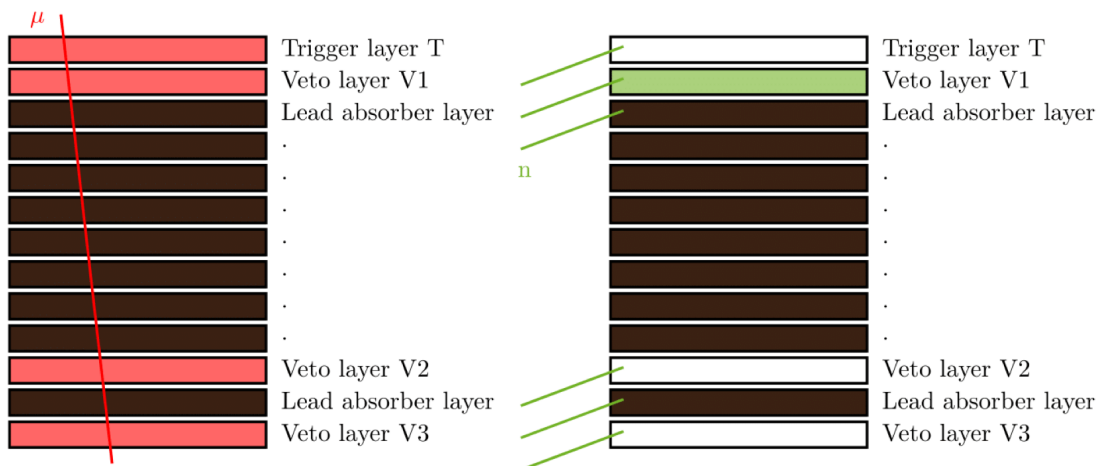 μ
Trigger layer T
Veto layer V1
Lead absorber layer
.
.
.
.
.
.
.
Veto layer V2
Lead absorber layer
Veto layer V3
n
Trigger layer T
Veto layer V1
Lead absorber layer
.
.
.
.
.
.
.
Veto layer V2
Lead absorber layer
Veto layer V3